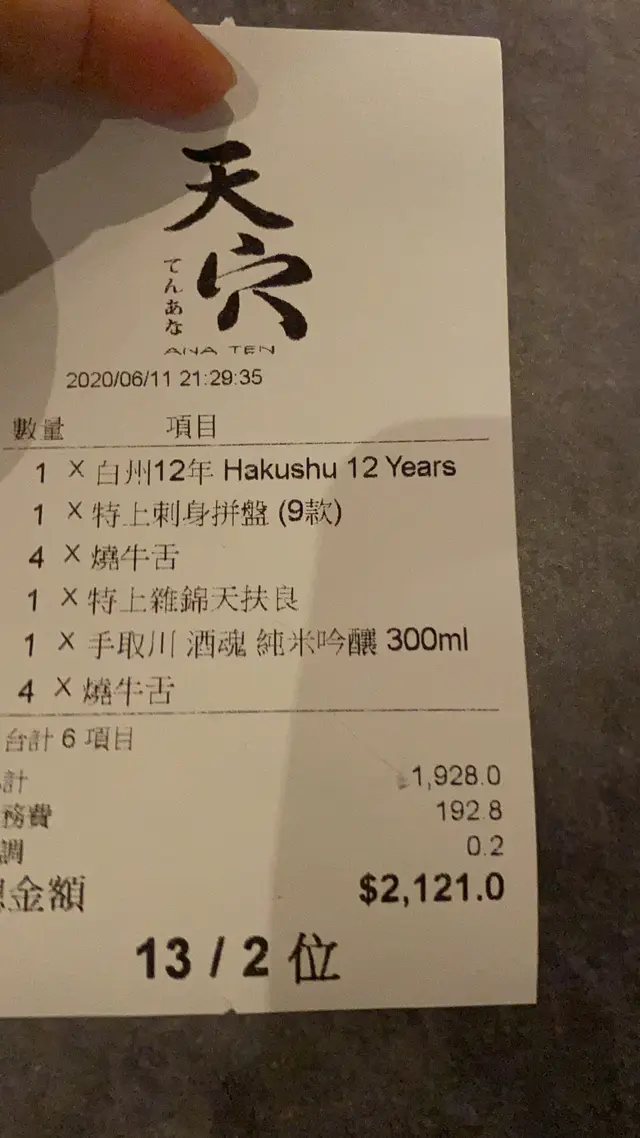 天穴
てんあな
ANA TEN
2020/06/11 21:29:35
數量 項目
1 × 白州12年 Hakushu 12 Years
1 × 特上刺身拼盤 (9款)
4 × 燒牛舌
1 × 特上雜錦天扶良
1 × 手取川 酒魂 純米吟釀 300ml
4 × 燒牛舌
合計 6 項目
計 1,928.0
務費 192.8
調 0.2
金額 $2,121.0
13 / 2 位